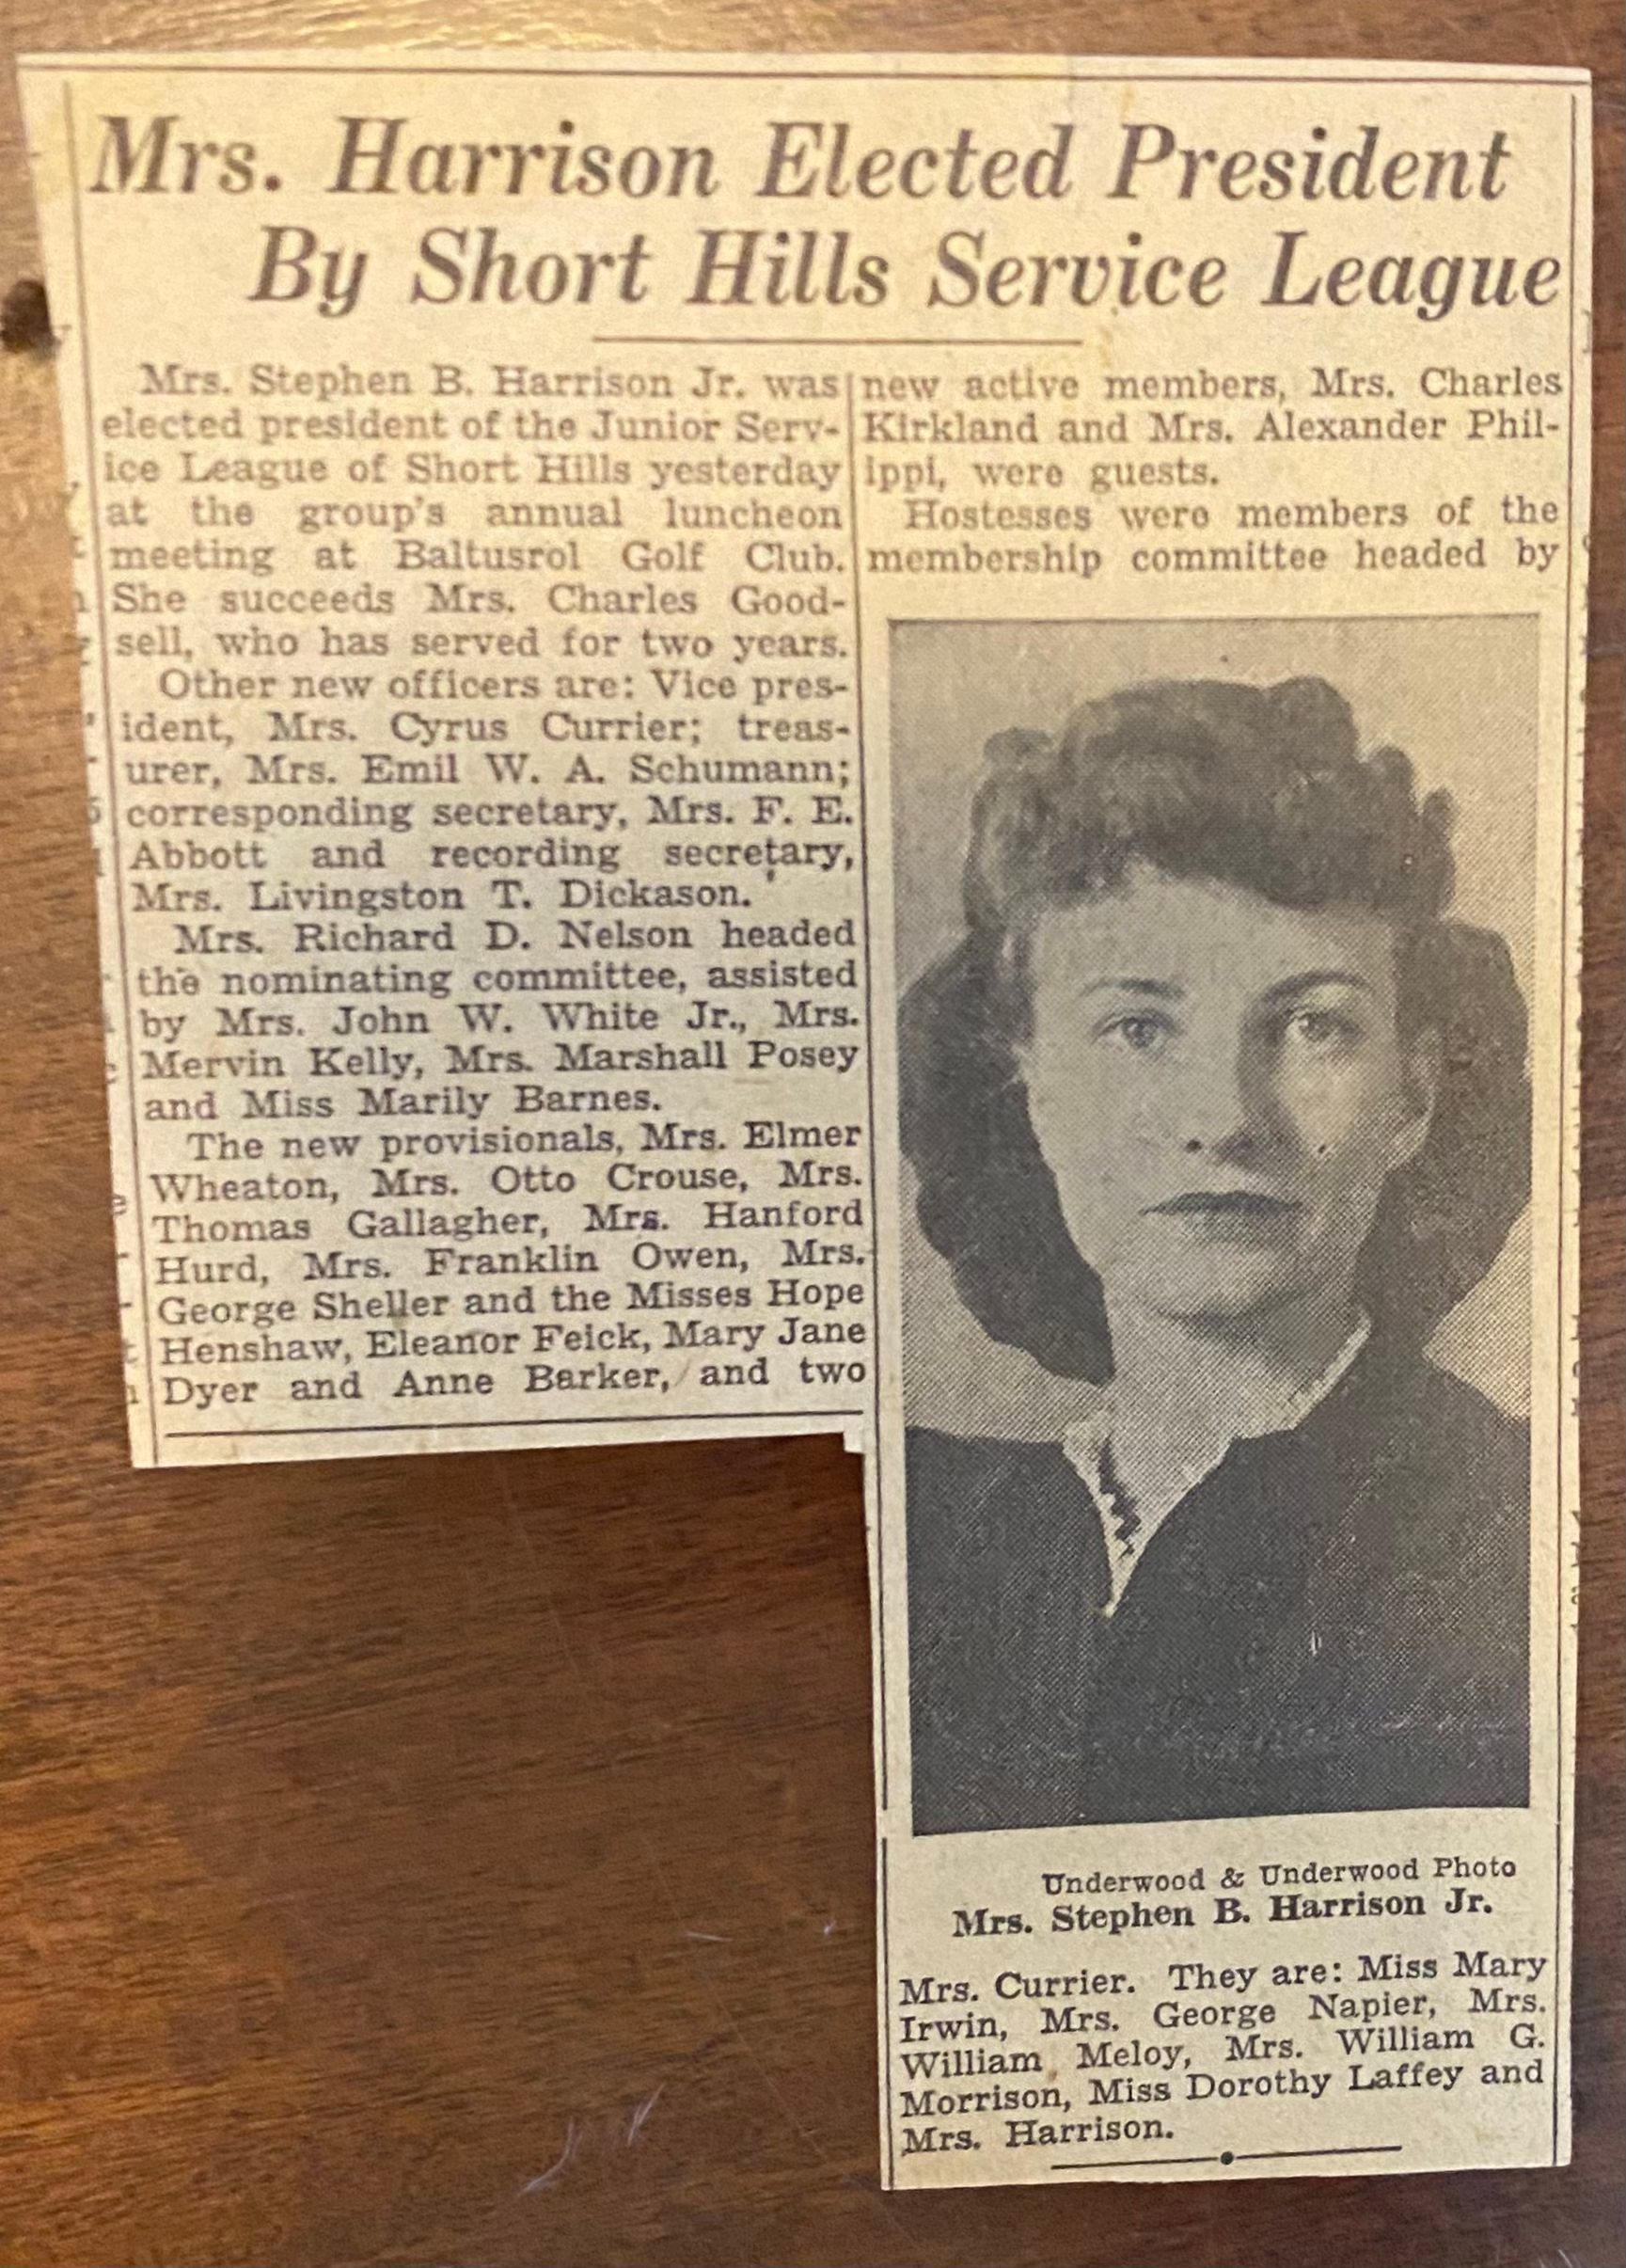 Mrs. Harrison Elected President
By Short Hills Service League
Mrs. Stephen B. Harrison Jr. was
elected president of the Junior Serv-
ice League of Short Hills yesterday
at the group's annual luncheon
meeting at Baltusrol Golf Club.
She succeeds Mrs. Charles Good-
sell, who has served for two years.
Other new officers are: Vice pres-
ident, Mrs. Cyrus Currier; treas-
urer, Mrs. Emil W. A. Schumann;
corresponding secretary, Mrs. F. E.
Abbott and recording secretary,
Mrs. Livingston T. Dickason.
Mrs. Richard D. Nelson headed
the nominating committee, assisted
by Mrs. John W. White Jr., Mrs.
Mervin Kelly, Mrs. Marshall Posey
and Miss Marily Barnes.
The new provisionals, Mrs. Elmer
Wheaton, Mrs. Otto Crouse, Mrs.
Thomas Gallagher, Mrs. Hanford
Hurd, Mrs. Franklin Owen, Mrs.
George Sheller and the Misses Hope
Henshaw, Eleanor Feick, Mary Jane
Dyer and Anne Barker, and two
new active members, Mrs. Charles
Kirkland and Mrs. Alexander Phil-
ippi, were guests.
Hostesses were members of the
membership committee headed by
Underwood & Underwood Photo
Mrs. Stephen B. Harrison Jr.
Mrs. Currier. They are: Miss Mary
Irwin, Mrs. George Napier, Mrs.
William Meloy, Mrs. William G.
Morrison, Miss Dorothy Laffey and
Mrs. Harrison.